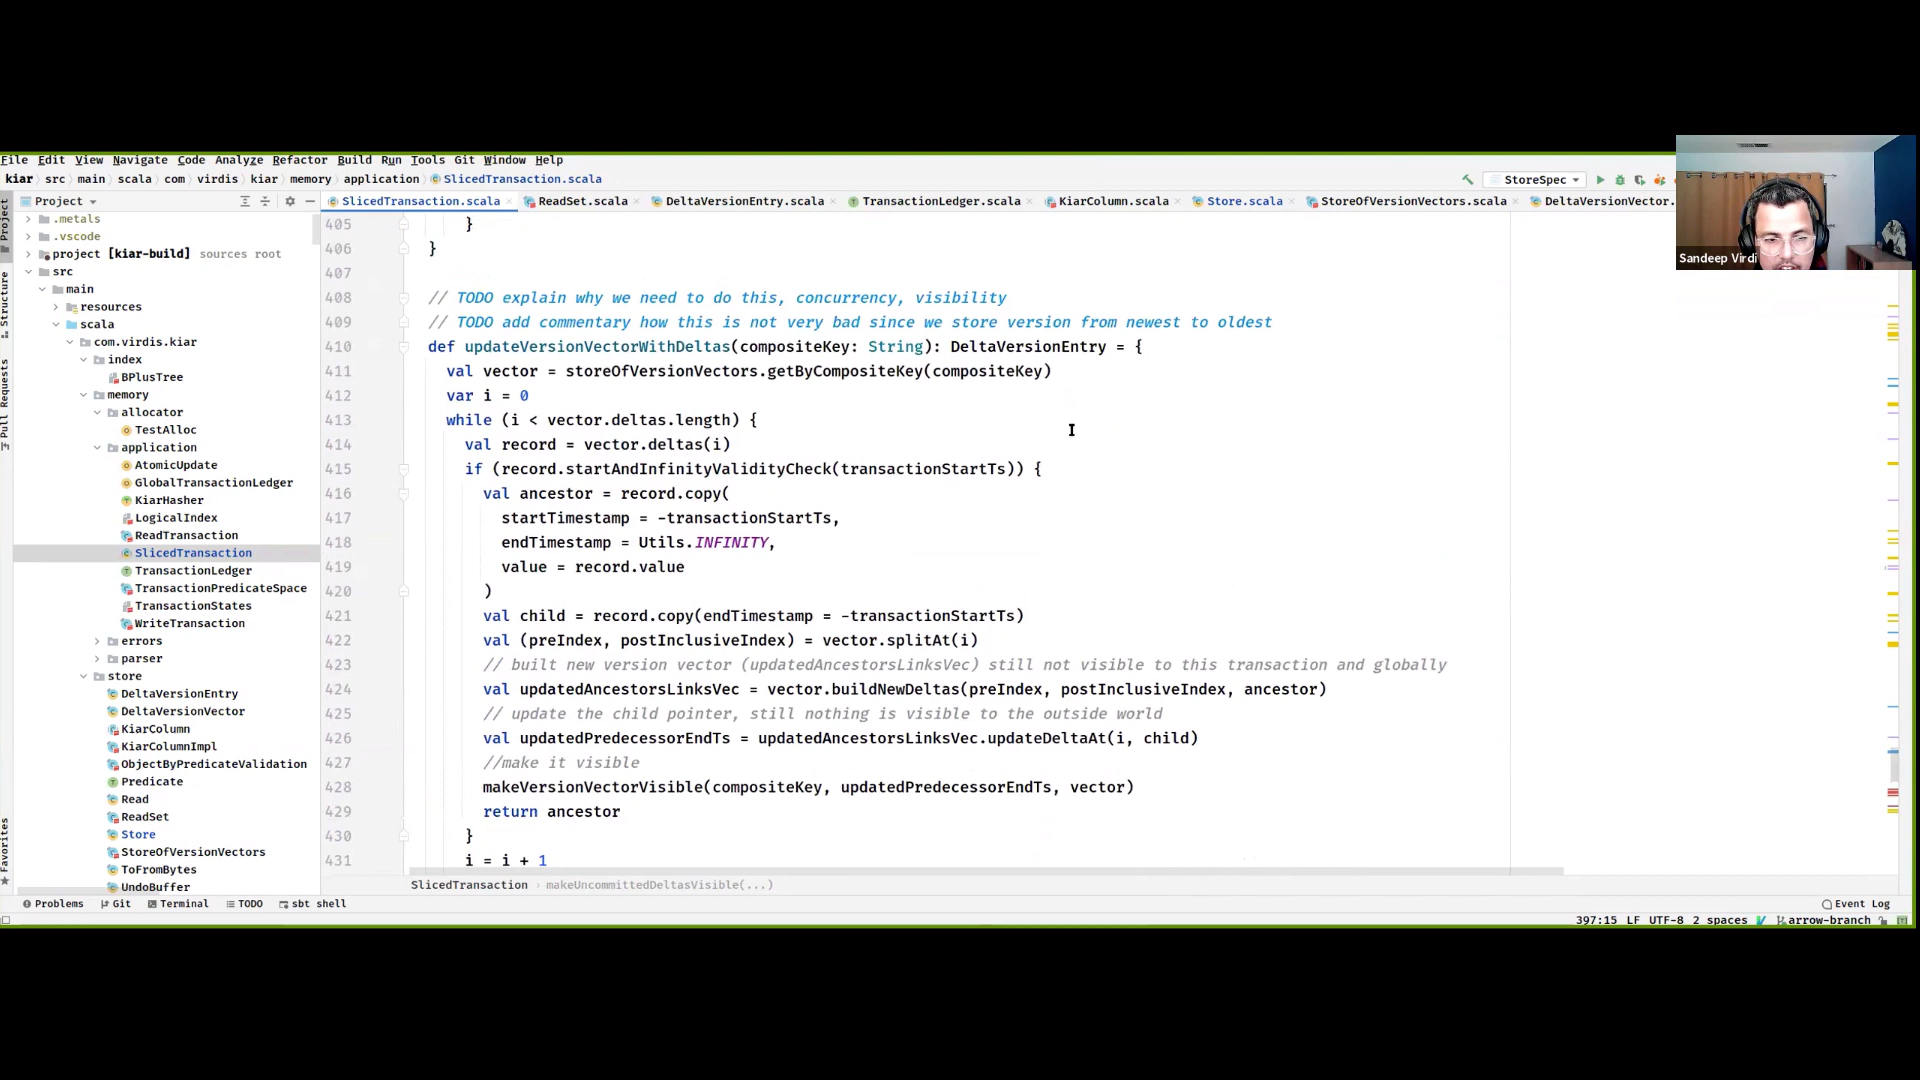 File Edit View Navigate Code Analyze Refactor Build Run Tools Git Window Help
kiar src main scala com virdis kiar memory application SlicedTransaction.scala
StoreSpec
Project
SlicedTransaction.scala ReadSet.scala DeltaVersionEntry.scala TransactionLedger.scala KiarColumn.scala Store.scala StoreOfVersionVectors.scala DeltaVersionVector.
Sandeep Virdi
Project
Structure
Pull Requests
Favorites
.metals
.vscode
project [kiar-build] sources root
src
main
resources
scala
com.virdis.kiar
index
BPlusTree
memory
allocator
TestAlloc
application
AtomicUpdate
GlobalTransactionLedger
KiarHasher
LogicalIndex
ReadTransaction
SlicedTransaction
TransactionLedger
TransactionPredicateSpace
TransactionStates
WriteTransaction
errors
parser
store
DeltaVersionEntry
DeltaVersionVector
KiarColumn
KiarColumnImpl
ObjectByPredicateValidation
Predicate
Read
ReadSet
Store
StoreOfVersionVectors
ToFromBytes
UndoBuffer
405 }
406 }
407
408 // TODO explain why we need to do this, concurrency, visibility
409 // TODO add commentary how this is not very bad since we store version from newest to oldest
410 def updateVersionVectorWithDeltas(compositeKey: String): DeltaVersionEntry = {
411 val vector = storeOfVersionVectors.getByCompositeKey(compositeKey)
412 var i = 0
413 while (i < vector.deltas.length) {
414 val record = vector.deltas(i)
415 if (record.startAndInfinityValidityCheck(transactionStartTs)) {
416 val ancestor = record.copy(
417 startTimestamp = -transactionStartTs,
418 endTimestamp = Utils.INFINITY,
419 value = record.value
420 )
421 val child = record.copy(endTimestamp = -transactionStartTs)
422 val (preIndex, postInclusiveIndex) = vector.splitAt(i)
423 // built new version vector (updatedAncestorsLinksVec) still not visible to this transaction and globally
424 val updatedAncestorsLinksVec = vector.buildNewDeltas(preIndex, postInclusiveIndex, ancestor)
425 // update the child pointer, still nothing is visible to the outside world
426 val updatedPredecessorEndTs = updatedAncestorsLinksVec.updateDeltaAt(i, child)
427 //make it visible
428 makeVersionVectorVisible(compositeKey, updatedPredecessorEndTs, vector)
429 return ancestor
430 }
431 i = i + 1
SlicedTransaction makeUncommittedDeltasVisible(...)
Problems Git Terminal TODO sbt shell Event Log
397:15 LF UTF-8 2 spaces arrow-branch